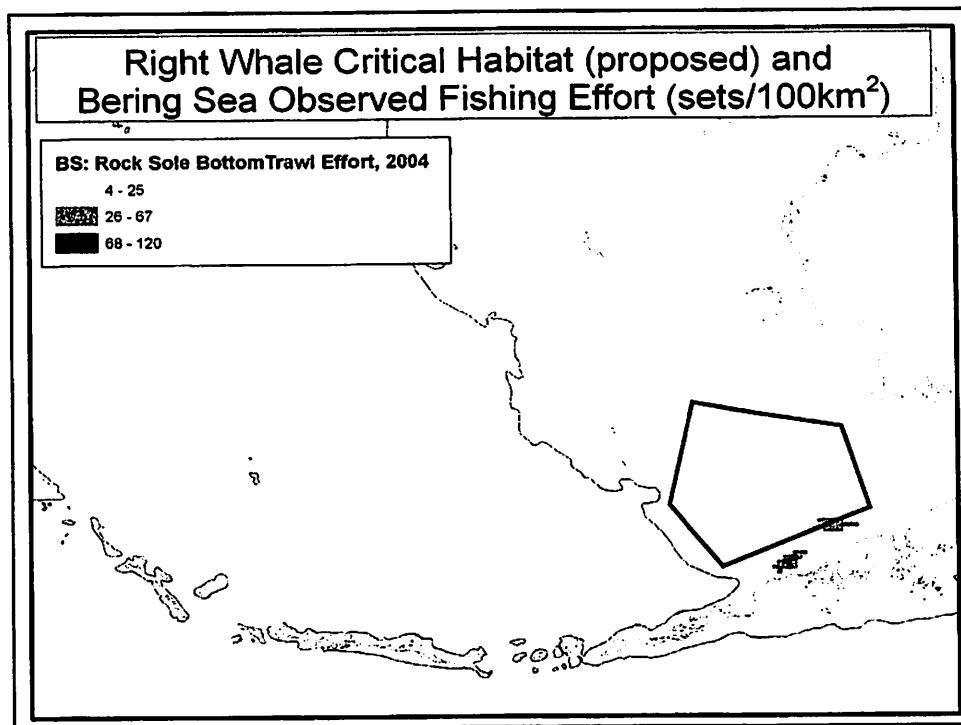 Right Whale Critical Habitat (proposed) and
Bering Sea Observed Fishing Effort (sets/100km²)
BS: Rock Sole BottomTrawl Effort, 2004
4 - 25
26 - 67
68 - 120